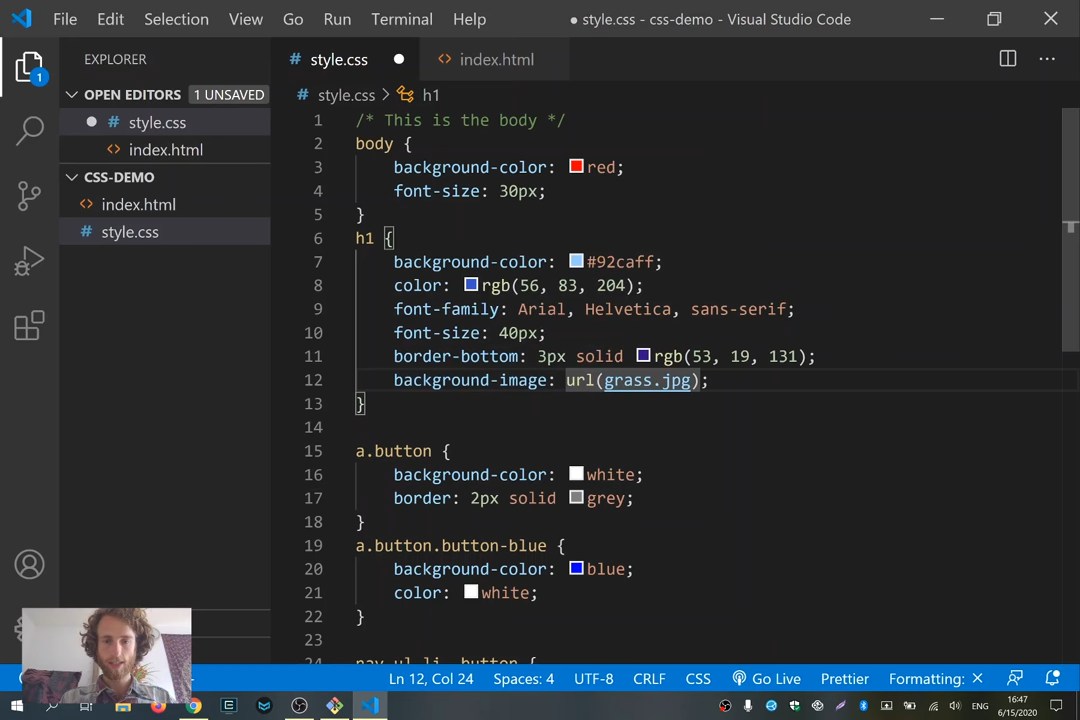 File Edit Selection View Go Run Terminal Help ● style.css - css-demo - Visual Studio Code
EXPLORER
# style.css ●
<> index.html
1
OPEN EDITORS 1 UNSAVED
● # style.css
<> index.html
CSS-DEMO
<> index.html
# style.css
# style.css > h1
1 /* This is the body */
2 body {
3 background-color: red;
4 font-size: 30px;
5 }
6 h1 {
7 background-color: #92caff;
8 color: rgb(56, 83, 204);
9 font-family: Arial, Helvetica, sans-serif;
10 font-size: 40px;
11 border-bottom: 3px solid rgb(53, 19, 131);
12 background-image: url(grass.jpg);
13 }
14
15 a.button {
16 background-color: white;
17 border: 2px solid grey;
18 }
19 a.button.button-blue {
20 background-color: blue;
21 color: white;
22 }
23
Ln 12, Col 24 Spaces: 4 UTF-8 CRLF CSS Go Live Prettier Formatting: ×
ENG
16:47
6/15/2020